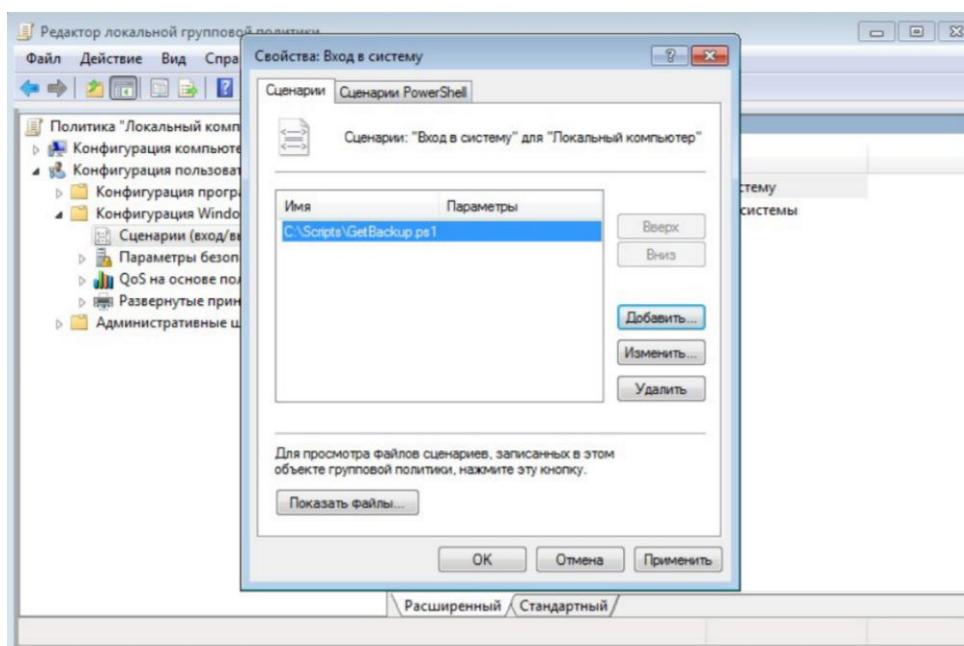 Редактор локальной групповой политики
Файл Действие Вид Спра
Политика "Локальный комп
Конфигурация компьюте
Конфигурация пользоват
Конфигурация програ
Конфигурация Windo
Сценарии (вход/вы
Параметры безоп
QoS на основе пол
Развернутые прин
Административные ш
Свойства: Вход в систему
Сценарии Сценарии PowerShell
Сценарии: "Вход в систему" для "Локальный компьютер"
Имя Параметры
C:\Scripts\GetBackup.ps1
Вверх
Вниз
Добавить...
Изменить...
Удалить
Для просмотра файлов сценариев, записанных в этом
объекте групповой политики, нажмите эту кнопку.
Показать файлы...
OK Отмена Применить
стему
системы
Расширенный Стандартный